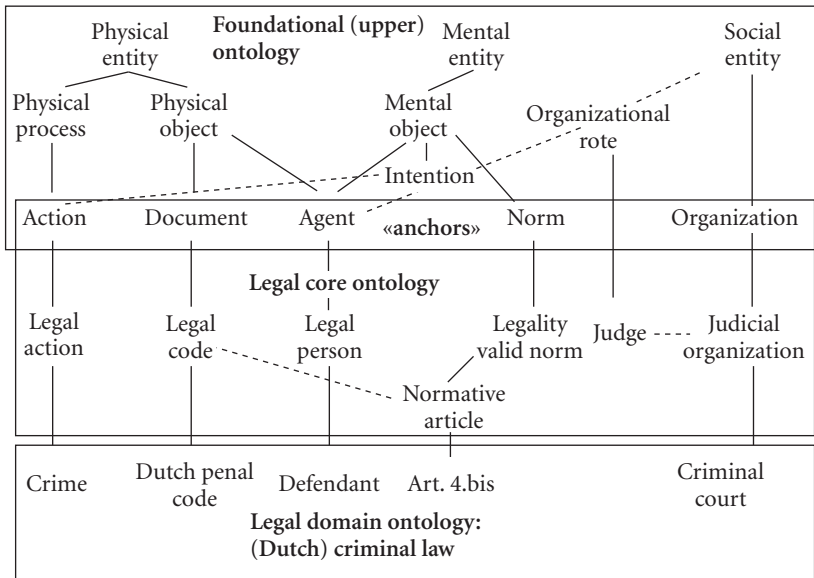 Physical
entity
Foundational (upper)
ontology
Mental
entity
Social
entity
Physical
process
Physical
object
Mental
object
Organizational
rote
Intention
Action
Document
Agent
«anchors»
Norm
Organization
Legal core ontology
Legal
action
Legal
code
Legal
person
Legality
valid norm
Judge
Judicial
organization
Normative
article
Crime
Dutch penal
code
Defendant
Art. 4.bis
Criminal
court
Legal domain ontology:
(Dutch) criminal law